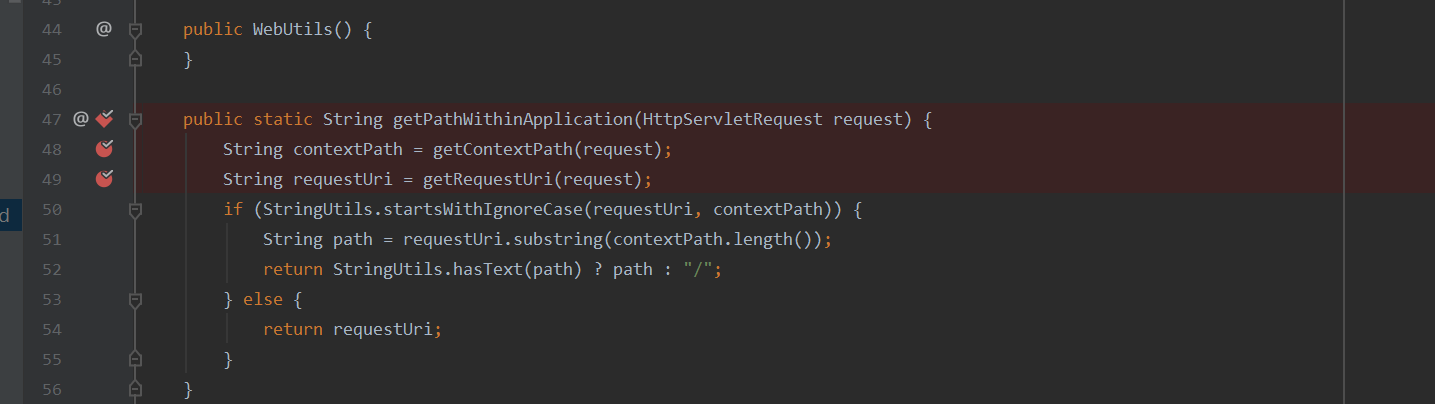 44 @ public WebUtils() {
45 }
46
47 @ public static String getPathWithinApplication(HttpServletRequest request) {
48 String contextPath = getContextPath(request);
49 String requestUri = getRequestUri(request);
50 if (StringUtils.startsWithIgnoreCase(requestUri, contextPath)) {
d
51 String path = requestUri.substring(contextPath.length());
52 return StringUtils.hasText(path) ? path : "/";
53 } else {
54 return requestUri;
55 }
56 }